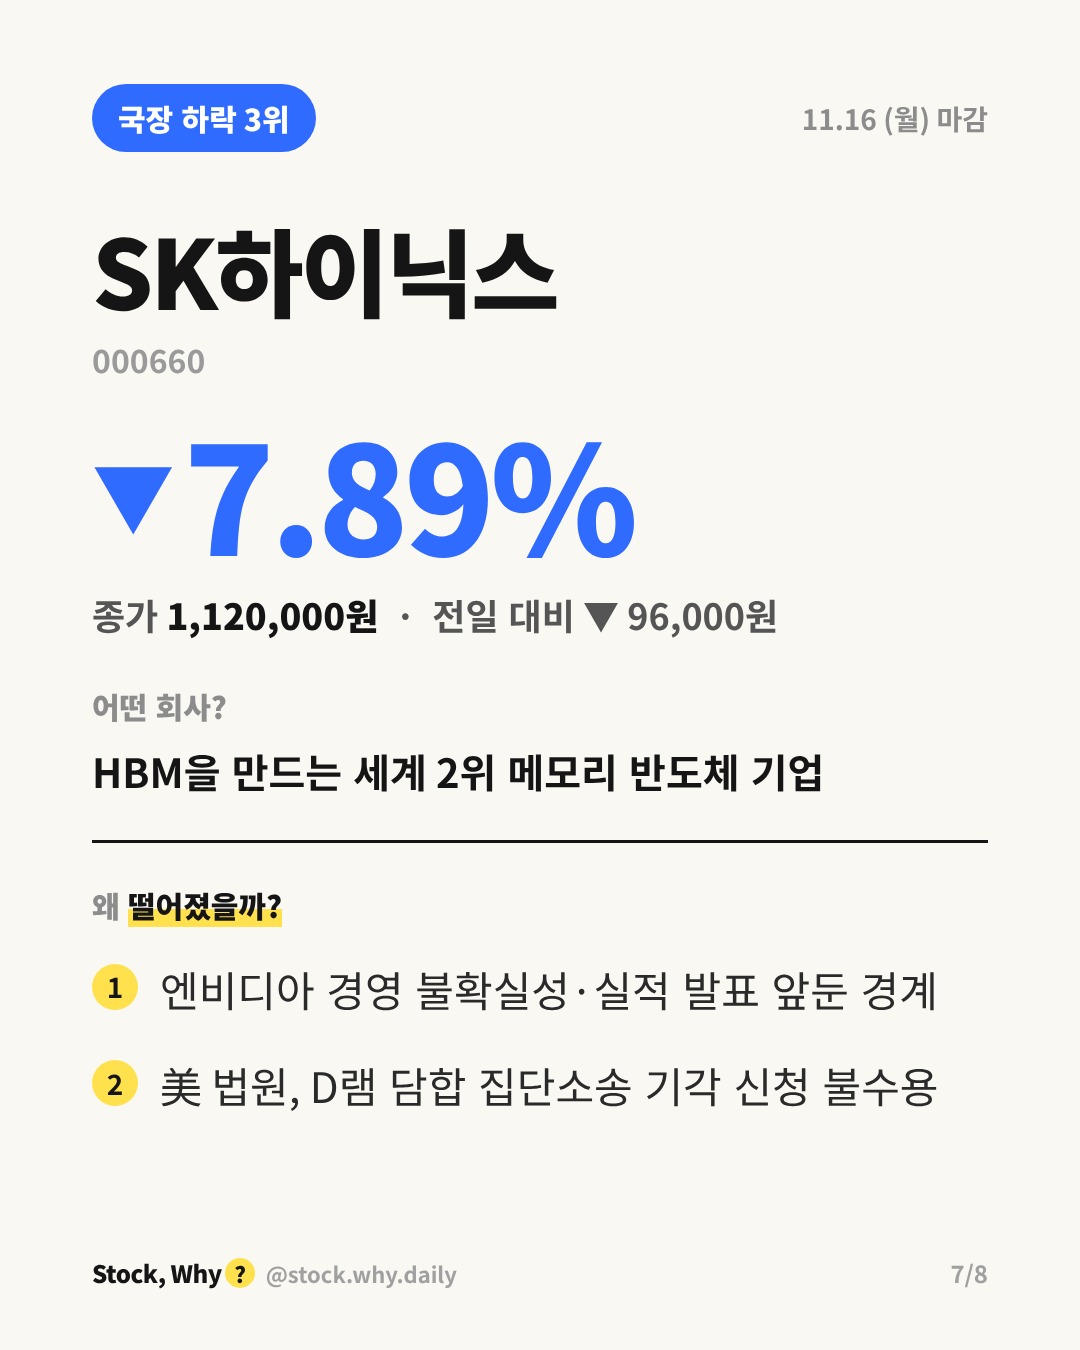 국장 하락 3위
11.16 (월) 마감
SK하이닉스
000660
▼7.89%
종가 1,120,000원 · 전일 대비 ▼ 96,000원
어떤 회사?
HBM을 만드는 세계 2위 메모리 반도체 기업
왜 떨어졌을까?
1 엔비디아 경영 불확실성·실적 발표 앞둔 경계
2 美 법원, D램 담합 집단소송 기각 신청 불수용
Stock, Why ? @stock.why.daily
7/8